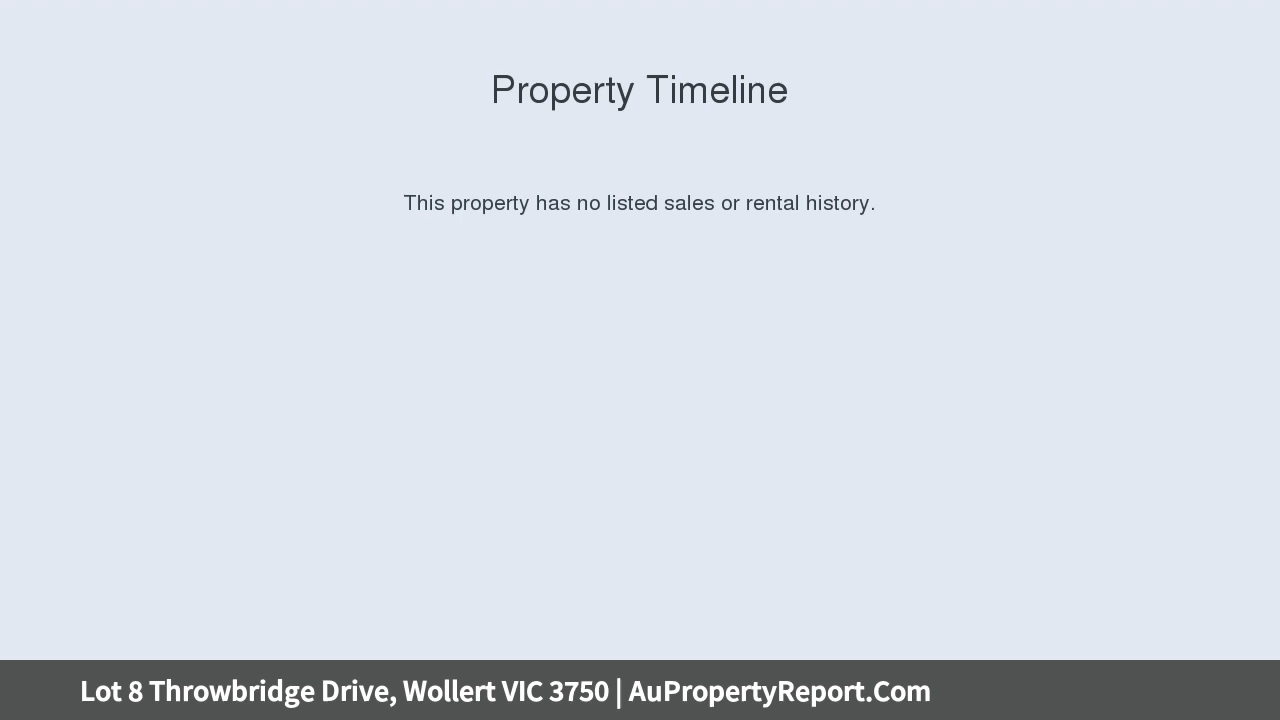 Property Timeline
This property has no listed sales or rental history.
Lot 8 Throwbridge Drive, Wollert VIC 3750 | AuPropertyReport.Com